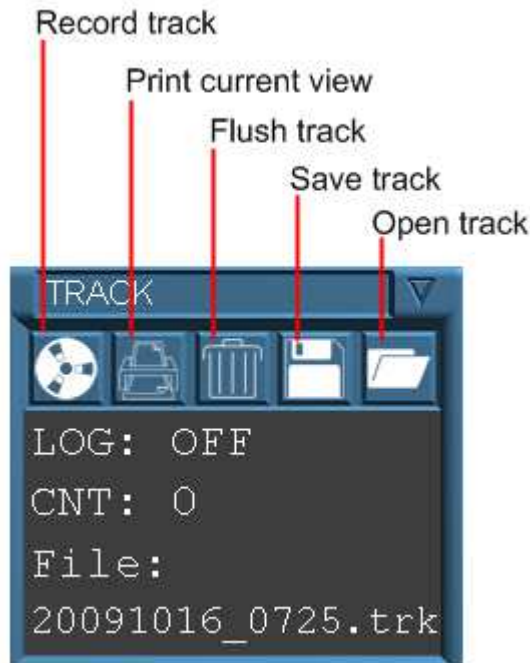 Record track
Print current view
Flush track
Save track
Open track
TRACK
LOG: OFF
CNT: 0
File:
20091016_0725.trk